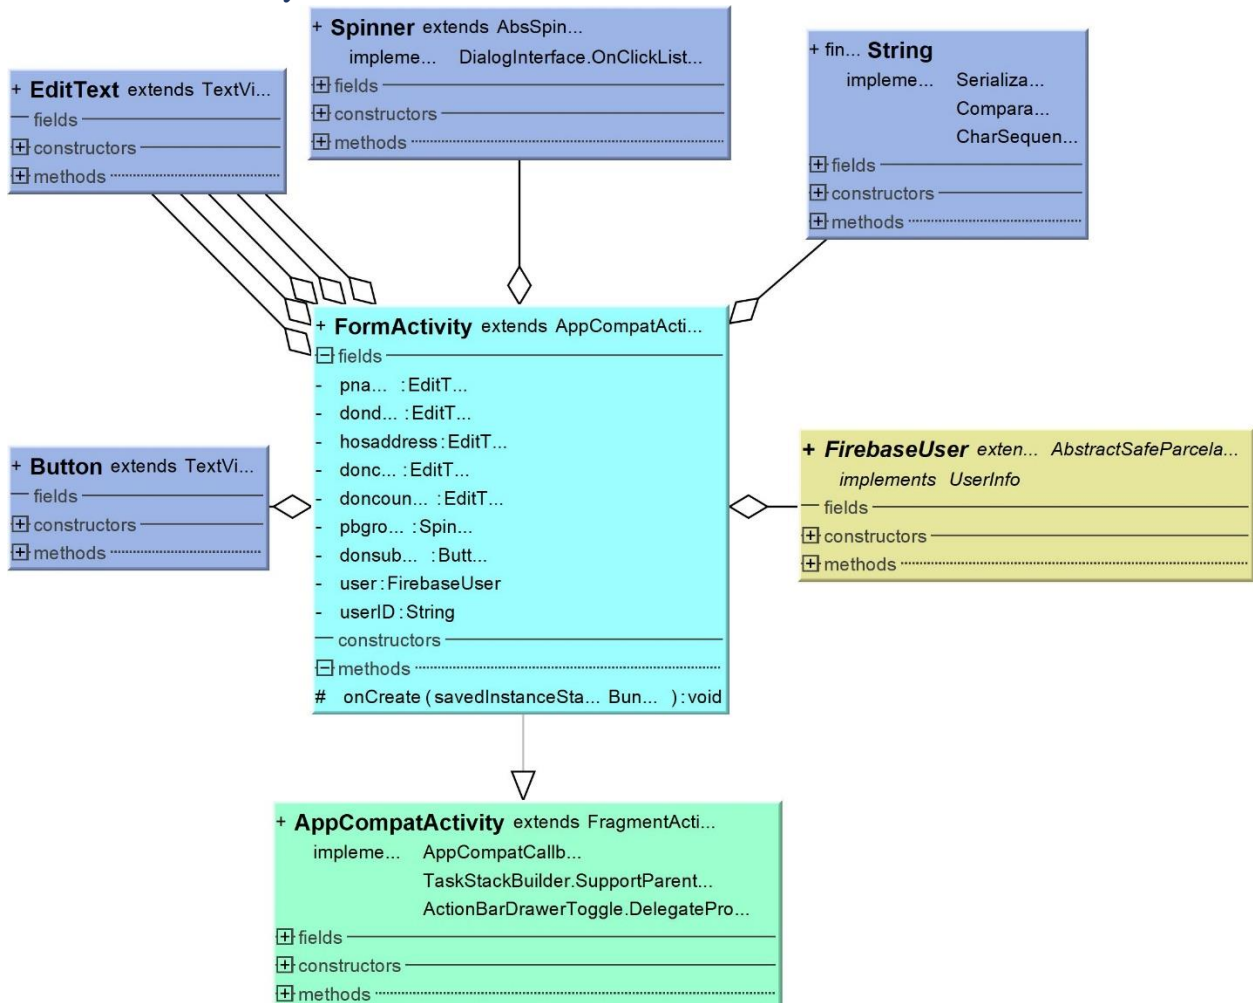 + Spinner extends AbsSpin...
impleme... DialogInterface.OnClickList...
fields
constructors
methods
+ fin... String
impleme... Serializa...
Compara...
CharSequen...
fields
constructors
methods
+ EditText extends TextVi...
fields
constructors
methods
+ FormActivity extends AppCompatActi...
fields
- pna... :EditT...
- dond... :EditT...
- hosaddress:EditT...
- donc... :EditT...
- doncoun... :EditT...
- pbgro... :Spin...
- donsub... :Butt...
- user:FirebaseUser
- userID:String
constructors
methods
# onCreate (savedInstanceSta... Bun... ):void
+ Button extends TextVi...
fields
constructors
methods
+ FirebaseUser exten... AbstractSafeParcela...
implements UserInfo
fields
constructors
methods
+ AppCompatActivity extends FragmentActi...
impleme... AppCompatCallb...
TaskStackBuilder.SupportParent...
ActionBarDrawerToggle.DelegatePro...
fields
constructors
methods